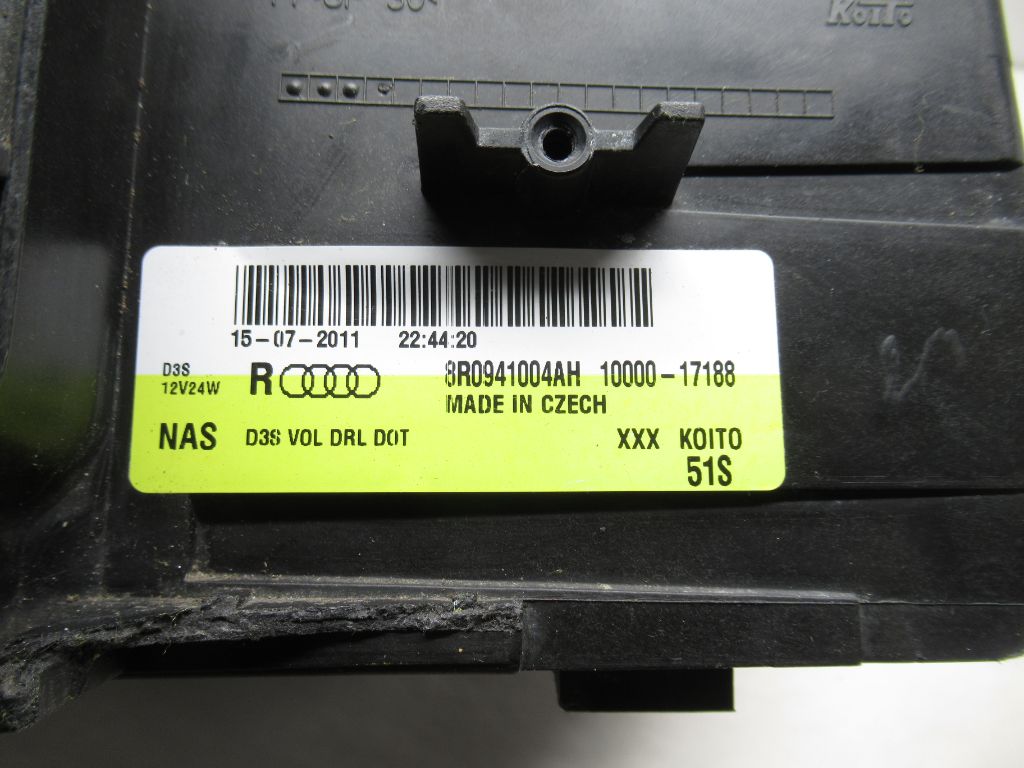 KOITO
15-07-2011 22:44:20
D3S
12V24W
R
8R0941004AH 10000-17188
MADE IN CZECH
NAS D3S VOL DRL DOT XXX KOITO
51S